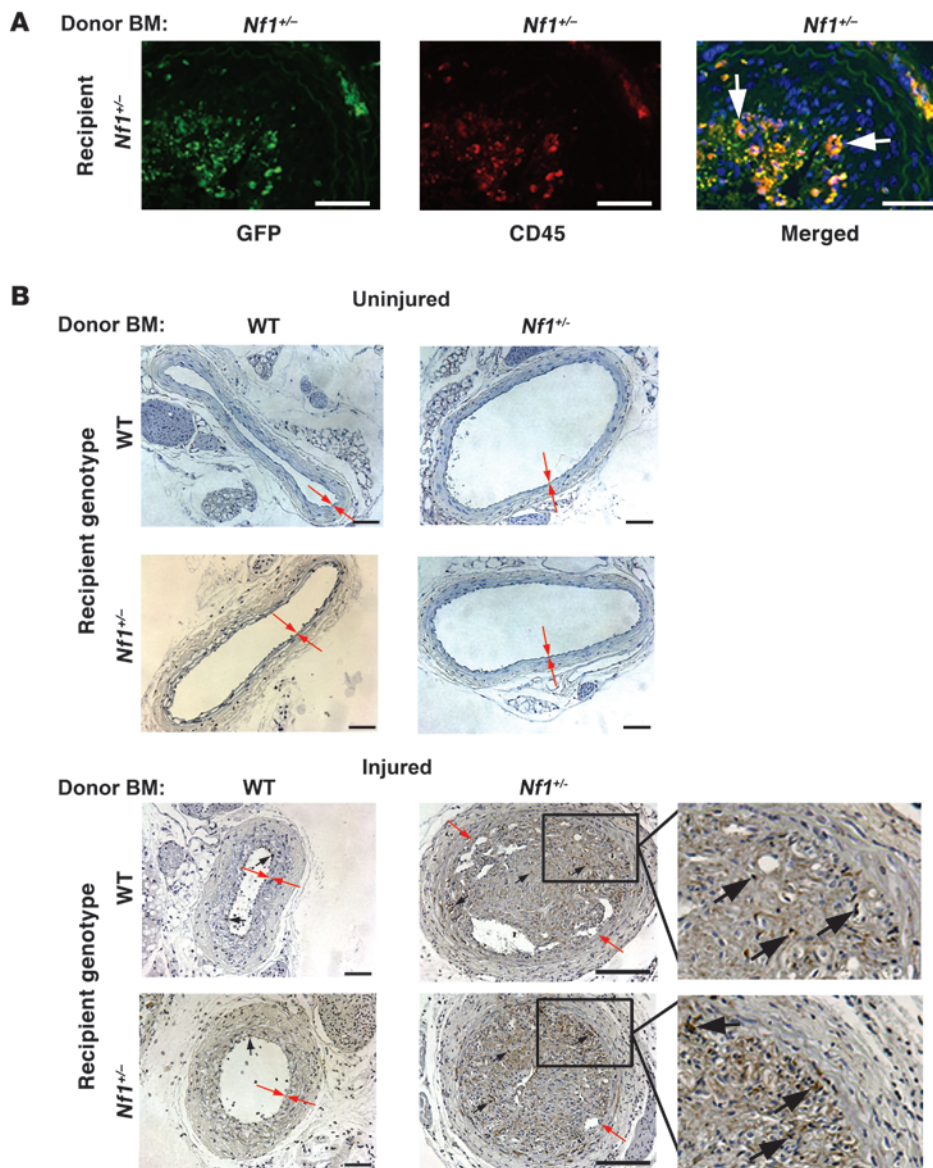 A
Donor BM: Nf1+/– Nf1+/– Nf1+/–
Recipient
Nf1+/–
GFP CD45 Merged
B
Uninjured
Donor BM: WT Nf1+/-
Recipient genotype
WT
Nf1+/–
Injured
Donor BM: WT Nf1+/-
Recipient genotype
WT
Nf1+/–